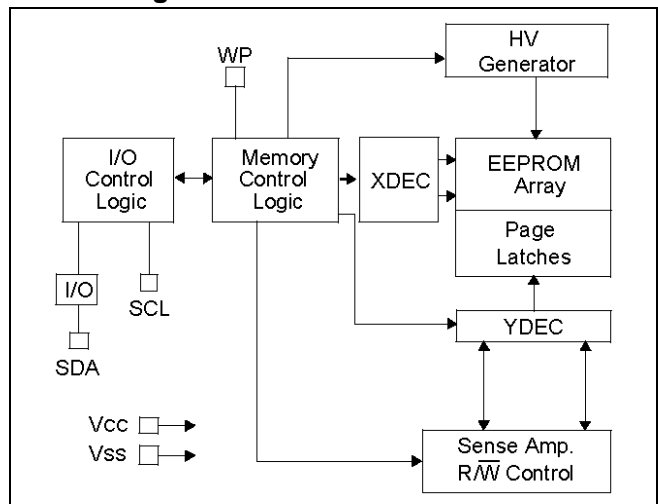 WP
HV
Generator
I/O
Control
Logic
Memory
Control
Logic
XDEC
EEPROM
Array
Page
Latches
I/O
SCL
SDA
YDEC
Vcc
Vss
Sense Amp.
R/W̅ Control